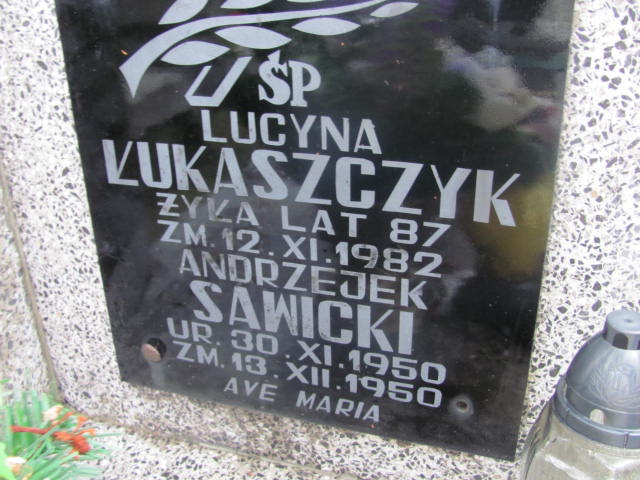 ŚP
LUCYNA
ŁUKASZCZYK
ŻYŁA LAT 87
ZM. 12. XI. 1982
ANDRZEJEK
SAWICKI
UR. 30. XI. 1950
ZM. 13. XII. 1950
AVE MARIA